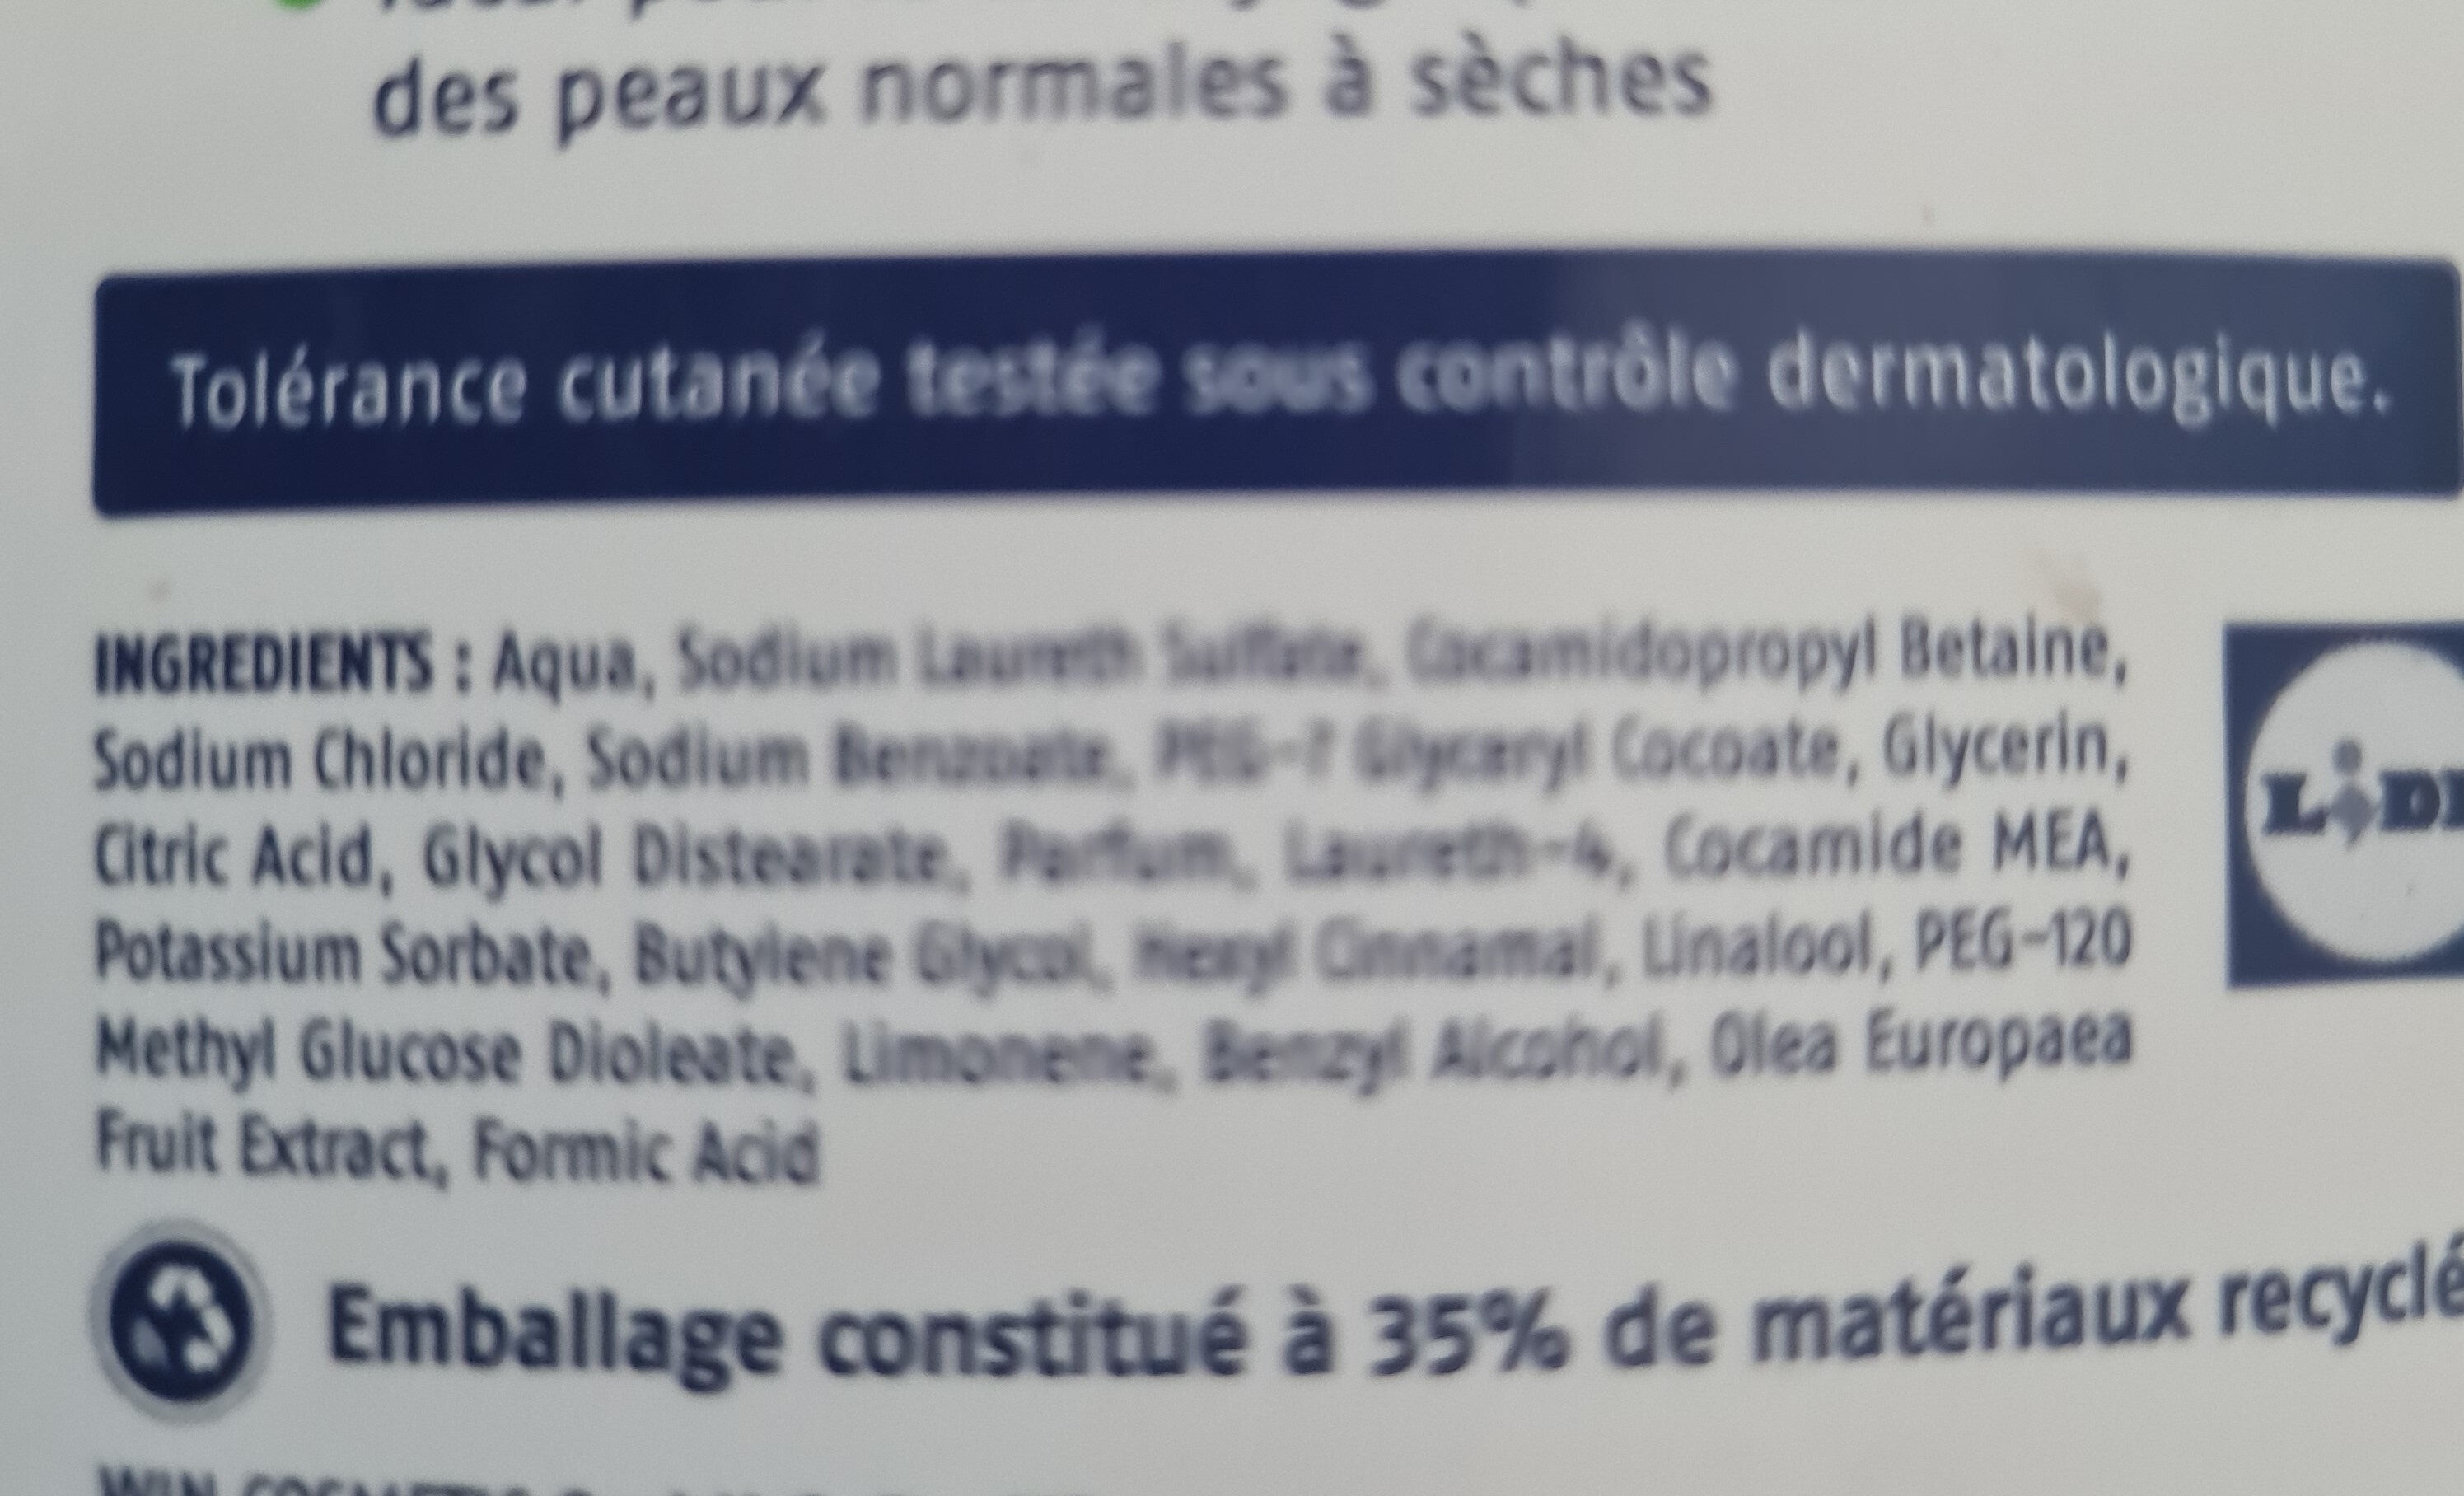 des peaux normales à sèches
Tolérance cutanée testée sous contrôle dermatologique.
INGREDIENTS : Aqua, Sodium Laureth Sulfate, Cocamidopropyl Betaine,
Sodium Chloride, Sodium Benzoate, PEG-7 Glyceryl Cocoate, Glycerin,
Citric Acid, Glycol Distearate, Parfum, Laureth-4, Cocamide MEA,
Potassium Sorbate, Butylene Glycol, Hexyl Cinnamal, Linalool, PEG-120
Methyl Glucose Dioleate, Limonene, Benzyl Alcohol, Olea Europaea
Fruit Extract, Formic Acid
Emballage constitué à 35% de matériaux recyclé
WIN COSMETIC